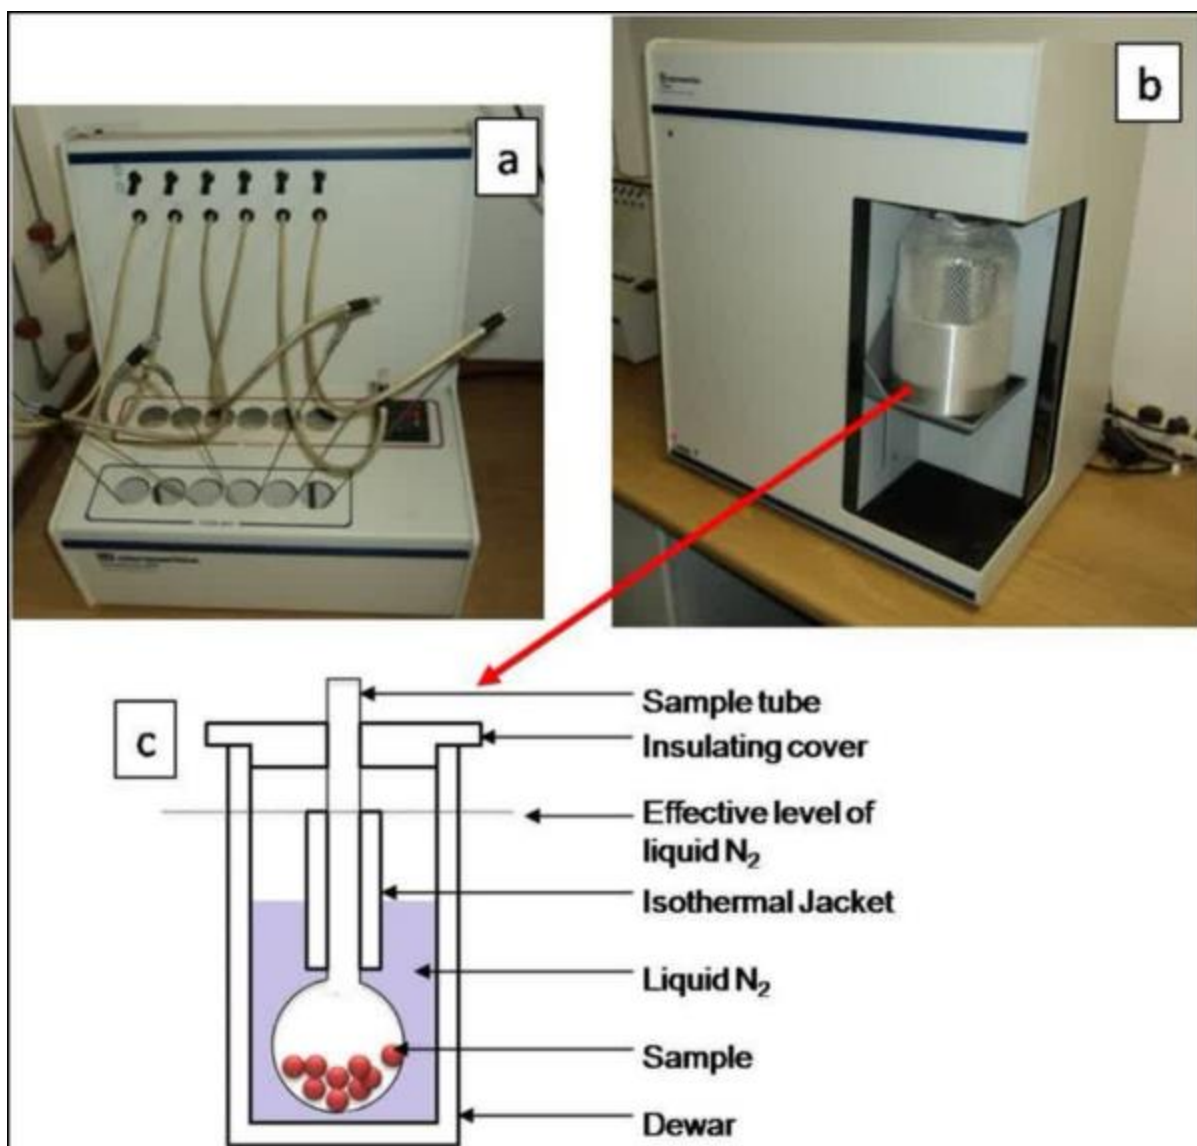 a
b
c
Sample tube
Insulating cover
Effective level of
liquid N₂
Isothermal Jacket
Liquid N₂
Sample
Dewar